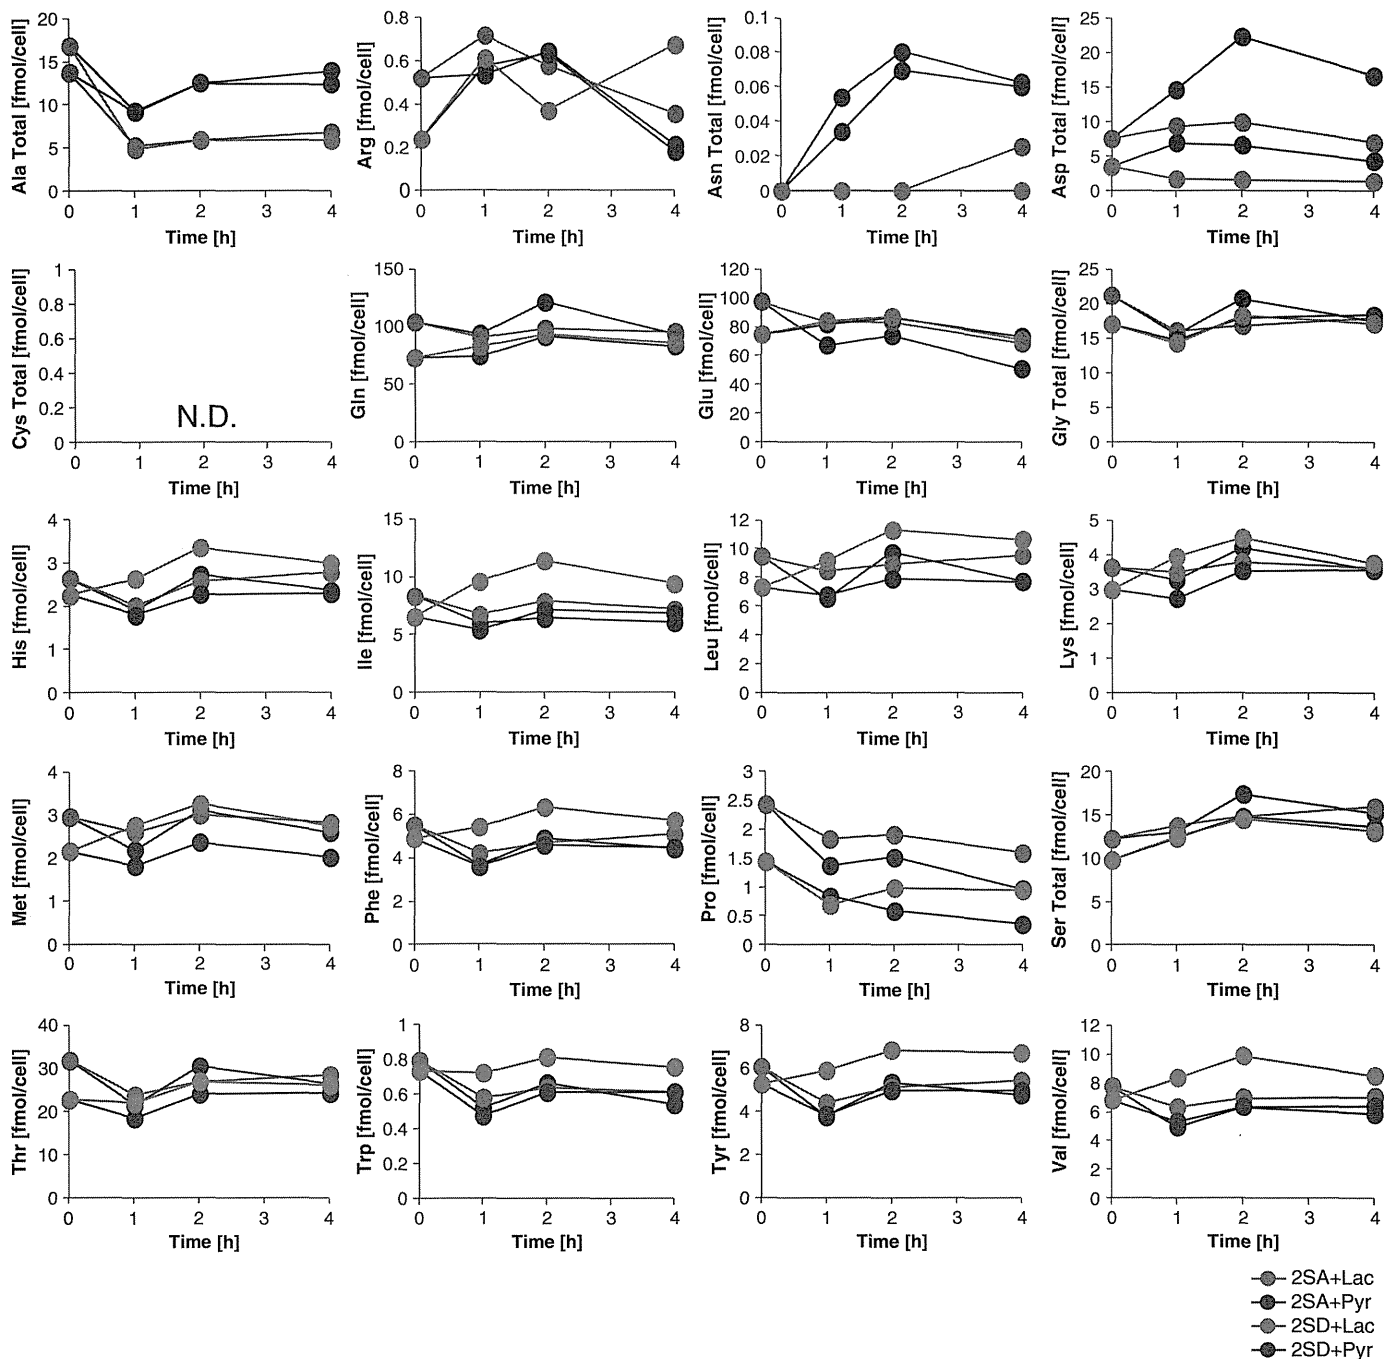 Ala Total [fmol/cell]
20
15
10
5
0
0 1 2 3 4
Time [h]
Arg [fmol/cell]
0.8
0.6
0.4
0.2
0
0 1 2 3 4
Time [h]
Asn Total [fmol/cell]
0.1
0.08
0.06
0.04
0.02
0
0 1 2 3 4
Time [h]
Asp Total [fmol/cell]
25
20
15
10
5
0
0 1 2 3 4
Time [h]
Cys Total [fmol/cell]
1
0.8
0.6
0.4
0.2
0
N.D.
0 1 2 3 4
Time [h]
Gln [fmol/cell]
150
100
50
0
0 1 2 3 4
Time [h]
Glu [fmol/cell]
120
100
80
60
40
20
0
0 1 2 3 4
Time [h]
Gly Total [fmol/cell]
25
20
15
10
5
0
0 1 2 3 4
Time [h]
His [fmol/cell]
4
3
2
1
0
0 1 2 3 4
Time [h]
Ile [fmol/cell]
15
10
5
0
0 1 2 3 4
Time [h]
Leu [fmol/cell]
12
10
8
6
4
2
0
0 1 2 3 4
Time [h]
Lys [fmol/cell]
5
4
3
2
1
0
0 1 2 3 4
Time [h]
Met [fmol/cell]
4
3
2
1
0
0 1 2 3 4
Time [h]
Phe [fmol/cell]
8
6
4
2
0
0 1 2 3 4
Time [h]
Pro [fmol/cell]
3
2.5
2
1.5
1
0.5
0
0 1 2 3 4
Time [h]
Ser Total [fmol/cell]
20
15
10
5
0
0 1 2 3 4
Time [h]
Thr [fmol/cell]
40
30
20
10
0
0 1 2 3 4
Time [h]
Trp [fmol/cell]
1
0.8
0.6
0.4
0.2
0
0 1 2 3 4
Time [h]
Tyr [fmol/cell]
8
6
4
2
0
0 1 2 3 4
Time [h]
Val [fmol/cell]
12
10
8
6
4
2
0
0 1 2 3 4
Time [h]
2SA+Lac
2SA+Pyr
2SD+Lac
2SD+Pyr